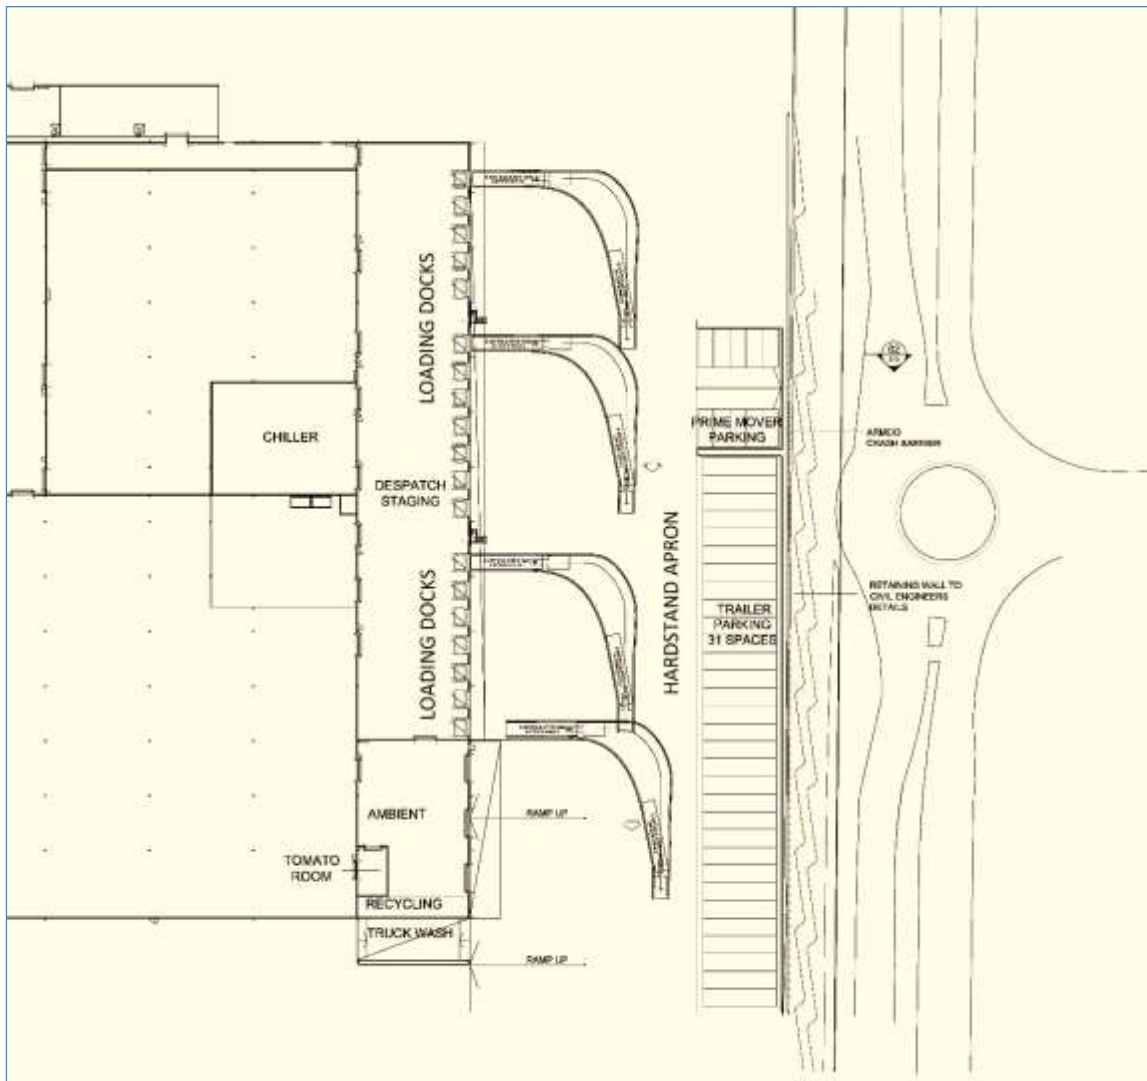 LOADING DOCKS
CHILLER
PRIME MOVER
PARKING
ARMCO
CRASH BARRIER
DESPATCH
STAGING
HARDSTAND APRON
LOADING DOCKS
RETAINING WALL TO
CIVIL ENGINEERS
DETAILS
TRAILER
PARKING
31 SPACES
AMBIENT
RAMP UP
TOMATO
ROOM
RECYCLING
TRUCK WASH
RAMP UP